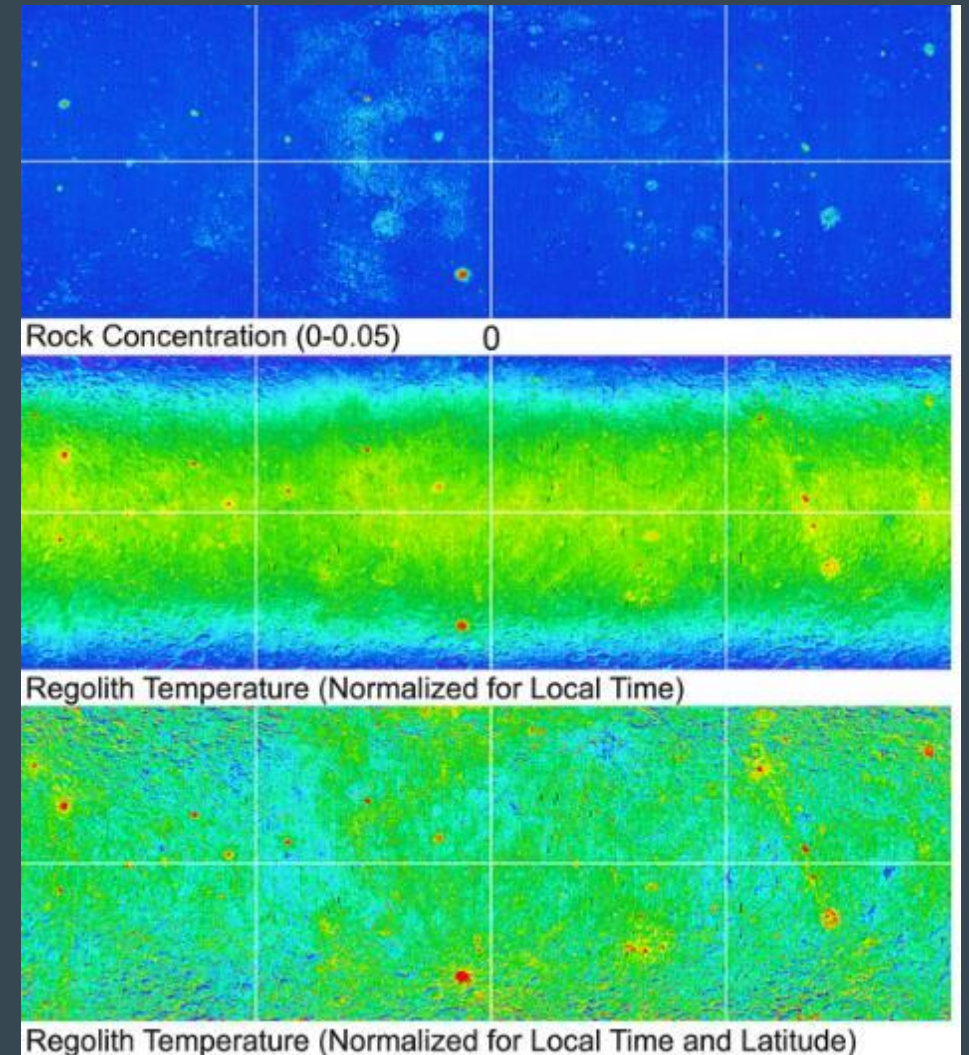 Rock Concentration (0-0.05) 0
Regolith Temperature (Normalized for Local Time)
Regolith Temperature (Normalized for Local Time and Latitude)